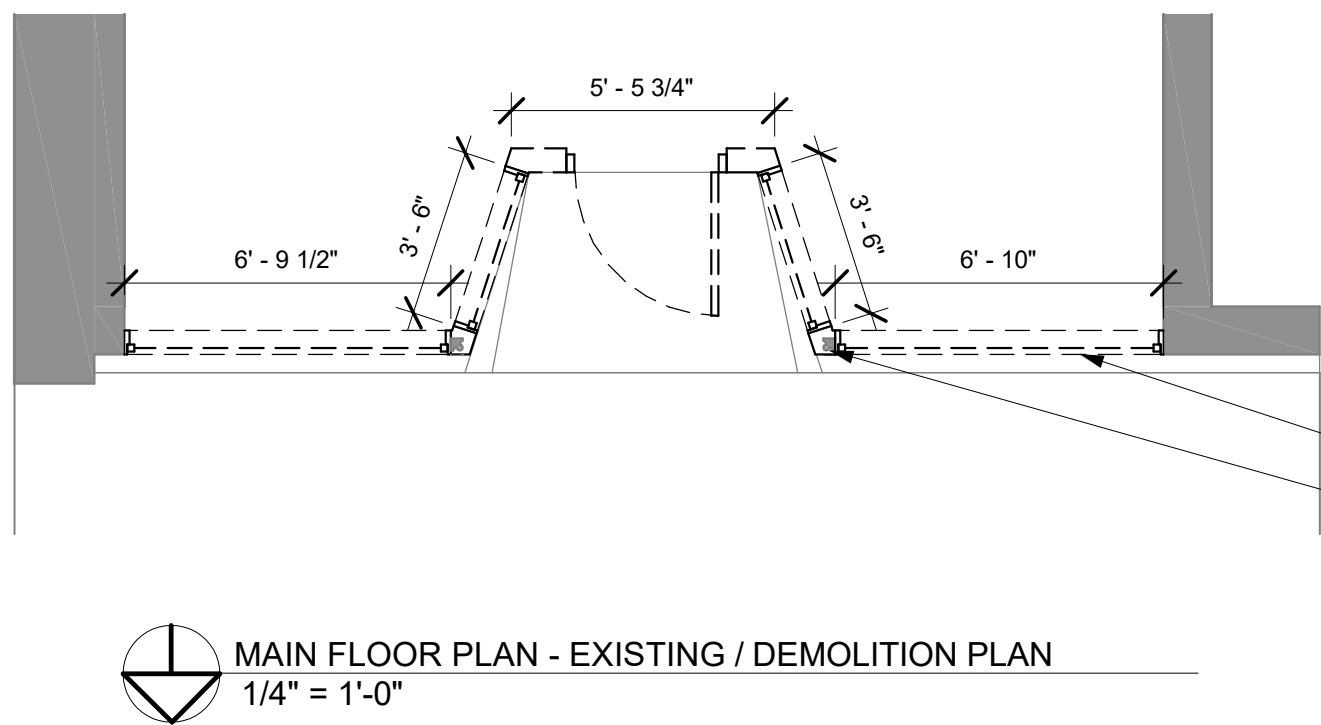 5' - 5 3/4"
3' - 6"
3' - 6"
6' - 9 1/2"
6' - 10"
MAIN FLOOR PLAN - EXISTING / DEMOLITION PLAN
1/4" = 1'-0"